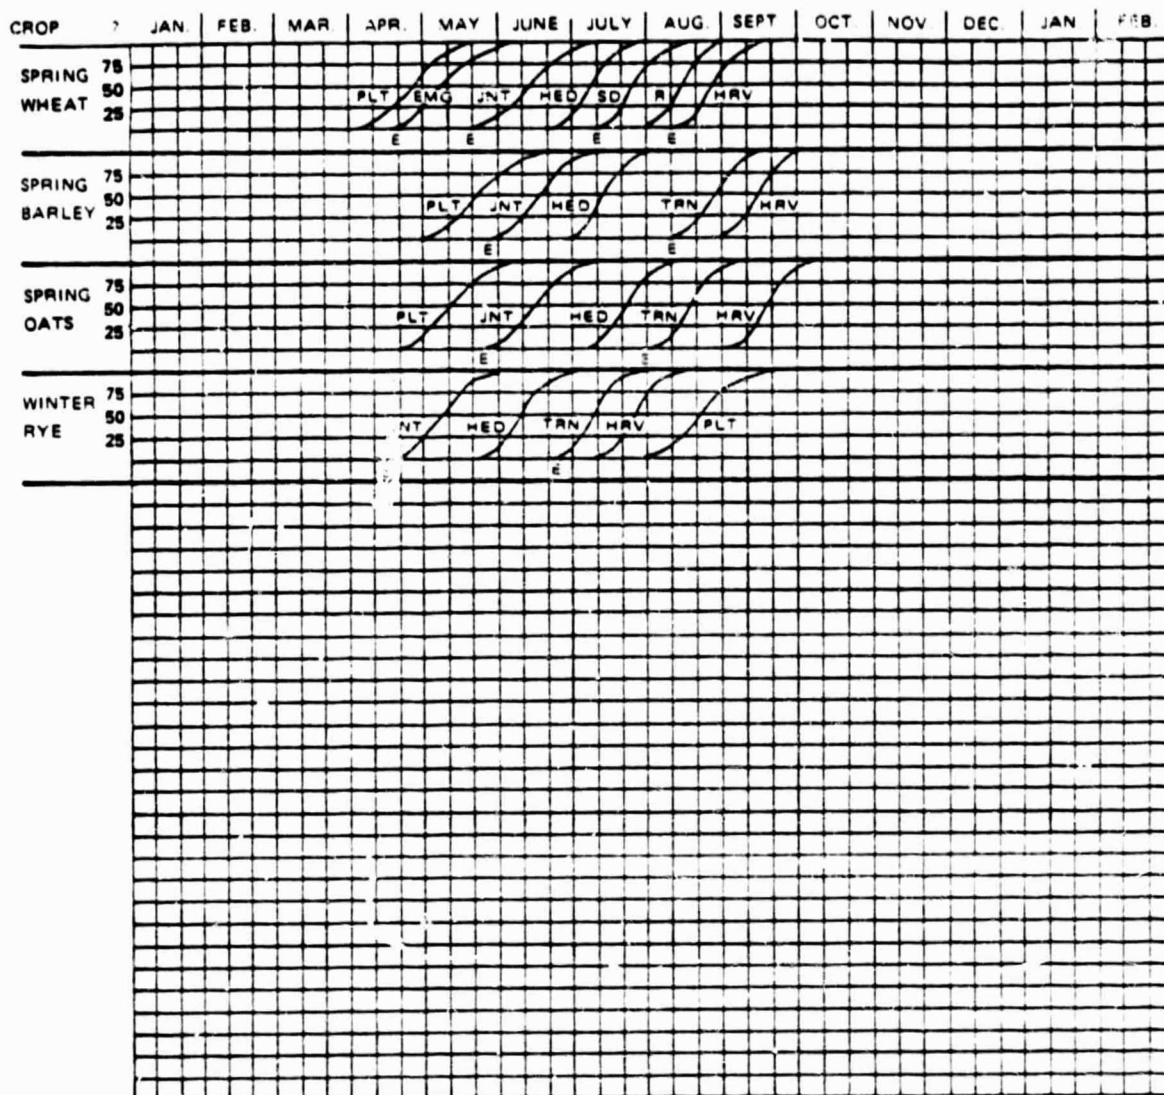 CROP ? JAN. FEB. MAR. APR. MAY JUNE JULY AUG. SEPT OCT. NOV. DEC. JAN FEB.
SPRING WHEAT
75
50
25
PLT EMG JNT HED SD R HRV
E E E E
SPRING BARLEY
75
50
25
PLT JNT HED TRN HRV
E E
SPRING OATS
75
50
25
PLT JNT HED TRN HRV
E E
WINTER RYE
75
50
25
NT HED TRN HRV PLT
E